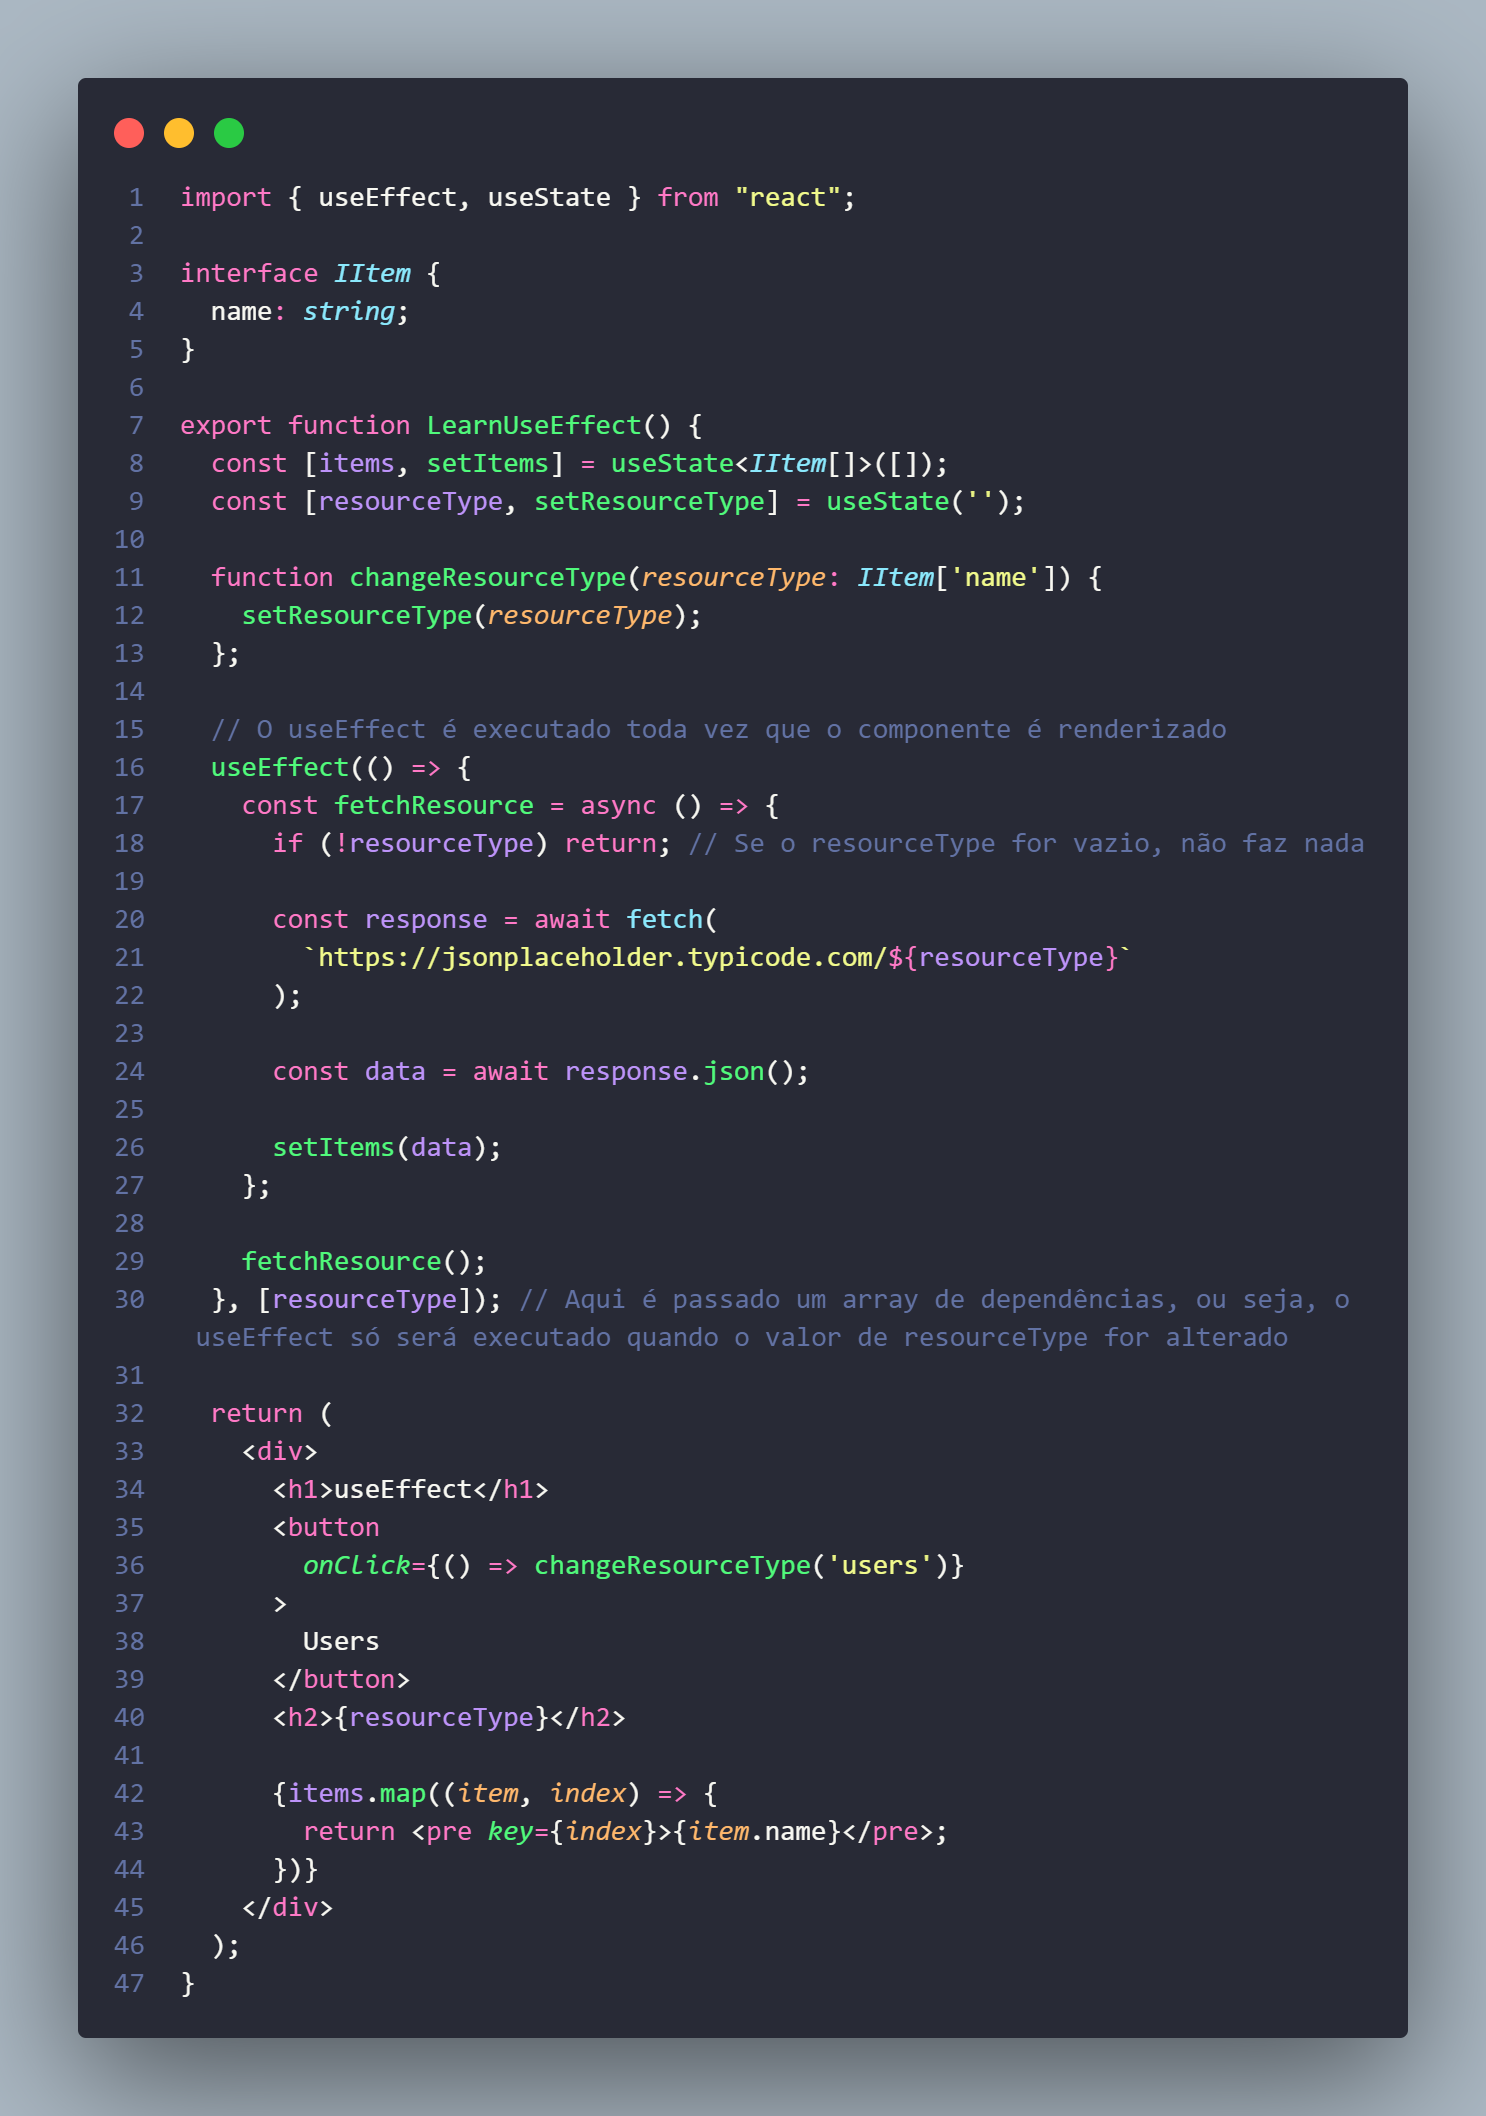 1 import { useEffect, useState } from "react";
2
3 interface IItem {
4   name: string;
5 }
6
7 export function LearnUseEffect() {
8   const [items, setItems] = useState<IItem[]>([]);
9   const [resourceType, setResourceType] = useState('');
10
11   function changeResourceType(resourceType: IItem['name']) {
12     setResourceType(resourceType);
13   };
14
15   // O useEffect é executado toda vez que o componente é renderizado
16   useEffect(() => {
17     const fetchResource = async () => {
18       if (!resourceType) return; // Se o resourceType for vazio, não faz nada
19
20       const response = await fetch(
21         `https://jsonplaceholder.typicode.com/${resourceType}`
22       );
23
24       const data = await response.json();
25
26       setItems(data);
27     };
28
29     fetchResource();
30   }, [resourceType]); // Aqui é passado um array de dependências, ou seja, o
 useEffect só será executado quando o valor de resourceType for alterado
31
32   return (
33     <div>
34       <h1>useEffect</h1>
35       <button
36         onClick={() => changeResourceType('users')}
37       >
38         Users
39       </button>
40       <h2>{resourceType}</h2>
41
42       {items.map((item, index) => {
43         return <pre key={index}>{item.name}</pre>;
44       })}
45     </div>
46   );
47 }